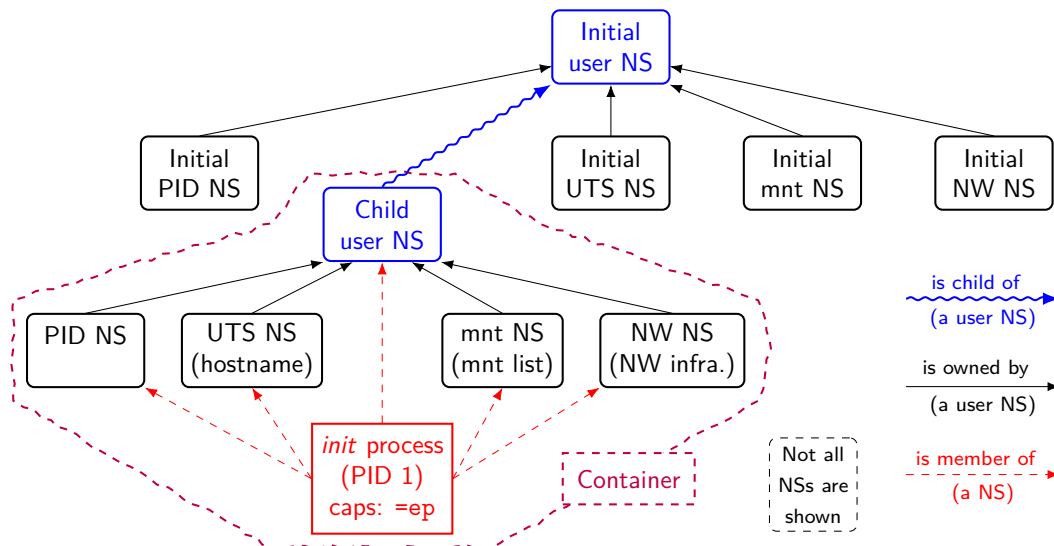 Initial
user NS
Initial
PID NS
Initial
UTS NS
Initial
mnt NS
Initial
NW NS
Child
user NS
PID NS
UTS NS
(hostname)
mnt NS
(mnt list)
NW NS
(NW infra.)
init process
(PID 1)
caps: =ep
Container
Not all
NSs are
shown
is child of
(a user NS)
is owned by
(a user NS)
is member of
(a NS)